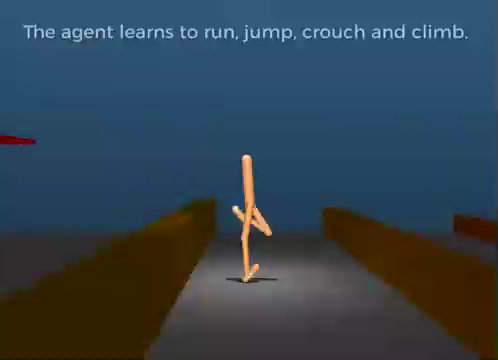 The agent learns to run, jump, crouch and climb.